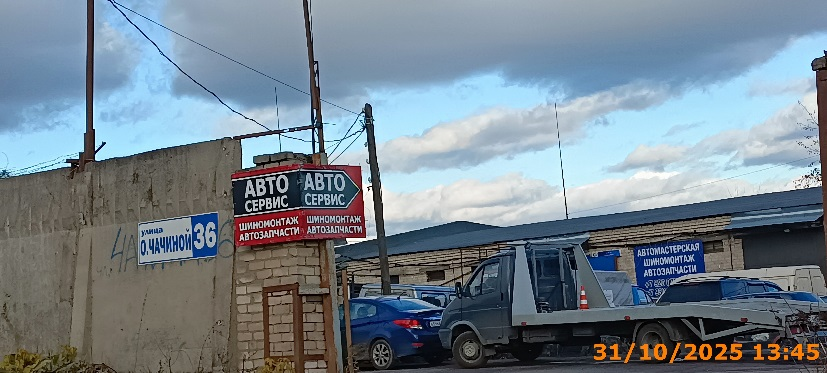 АВТО
СЕРВИС
ШИНОМОНТАЖ
АВТОЗАПЧАСТИ
АВТО
СЕРВИС
ШИНОМОНТАЖ
АВТОЗАПЧАСТИ
улица
О.ЧАЧИНОЙ 36
АВТОМАСТЕРСКАЯ
ШИНОМОНТАЖ
АВТОЗАПЧАСТИ
31/10/2025 13:45